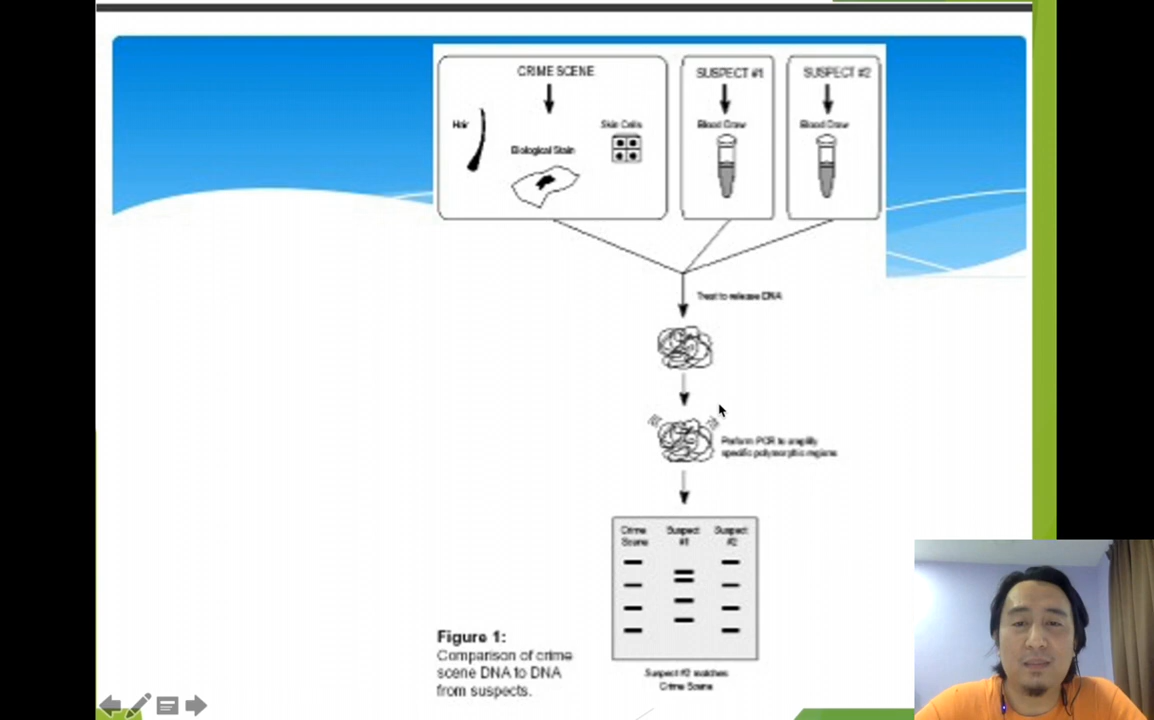 CRIME SCENE
Hair
Biological Stain
Skin Cells
SUSPECT #1
Blood Draw
SUSPECT #2
Blood Draw
Treat to release DNA
Perform PCR to amplify
specific polymorphic regions
Crime
Scene
Suspect
#1
Suspect
#2
Suspect #2 matches
Crime Scene
Figure 1:
Comparison of crime
scene DNA to DNA
from suspects.